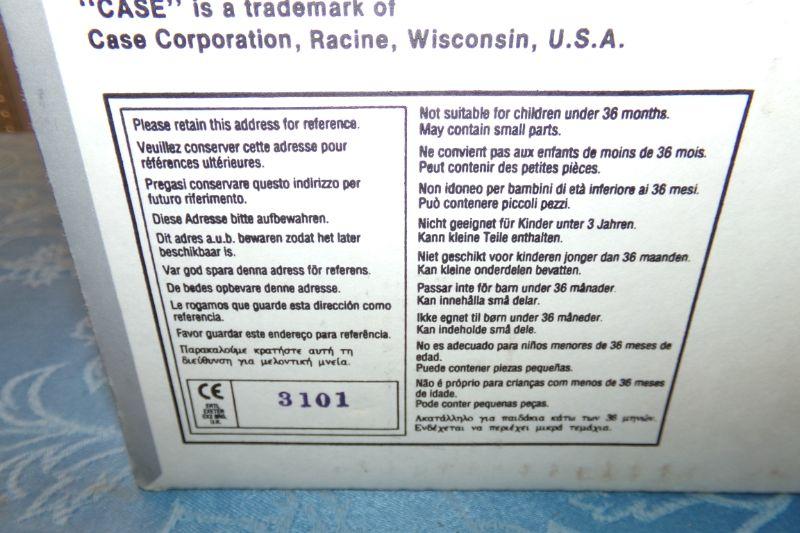 "CASE" is a trademark of
Case Corporation, Racine, Wisconsin, U.S.A.
Please retain this address for reference.
Veuillez conserver cette adresse pour
références ultérieures.
Pregasi conservare questo indirizzo per
futuro riferimento.
Diese Adresse bitte aufbewahren.
Dit adres a.u.b. bewaren zodat het later
beschikbaar is.
Var god spara denna adress för referens.
De bedes opbevare denne adresse.
Le rogamos que guarde esta dirección como
referencia.
Favor guardar este endereço para referência.
Παρακαλούμε κρατήστε αυτή τη
διεύθυνση για μελοντική μνεία.
CE
ERTL
EXETER
EX2 8NG
U.K.
3101
Not suitable for children under 36 months.
May contain small parts.
Ne convient pas aux enfants de moins de 36 mois.
Peut contenir des petites pièces.
Non idoneo per bambini di età inferiore ai 36 mesi.
Può contenere piccoli pezzi.
Nicht geeignet für Kinder unter 3 Jahren.
Kann kleine Teile enthalten.
Niet geschikt voor kinderen jonger dan 36 maanden.
Kan kleine onderdelen bevatten.
Passar inte för barn under 36 månader.
Kan innehålla små delar.
Ikke egnet til børn under 36 måneder.
Kan indeholde små dele.
No es adecuado para niños menores de 36 meses de
edad.
Puede contener piezas pequeñas.
Não é próprio para crianças com menos de 36 meses
de idade.
Pode conter pequenas peças.
Ακατάλληλο για παιδάκια κάτω των 36 μηνών.
Ενδέχεται να περιέχει μικρά τεμάχια.